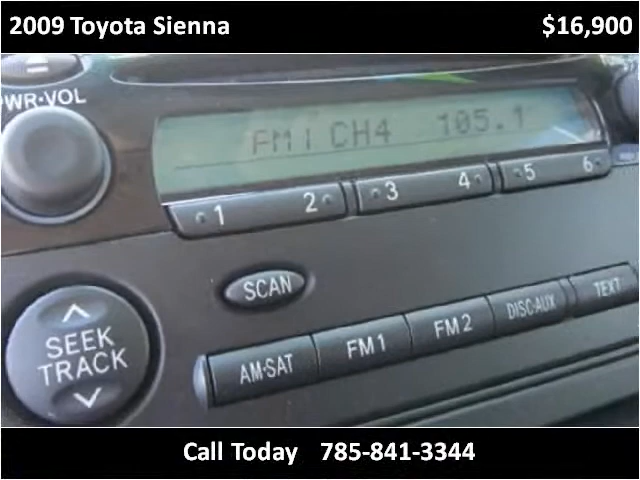 2009 Toyota Sienna $16,900
PWR·VOL
FM1 CH4 105.1
1 2 3 4 5 6
SCAN
SEEK
TRACK
AM·SAT FM1 FM2 DISC·AUX TEXT
Call Today 785-841-3344